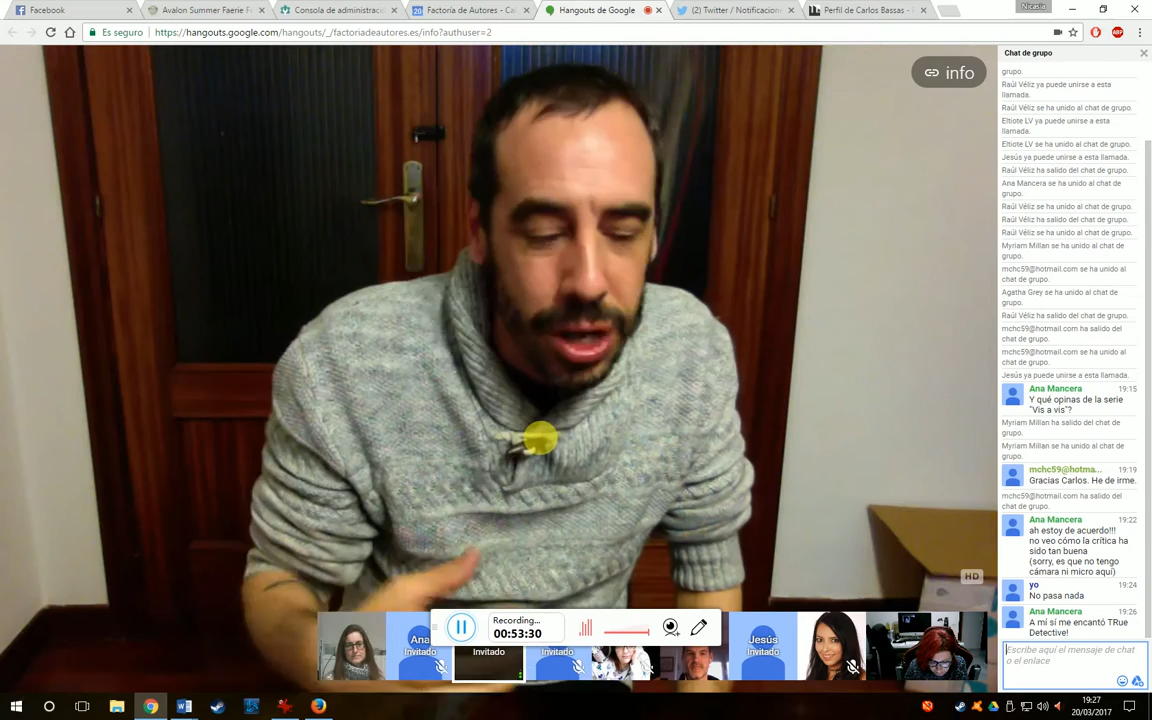 Nicasia
Facebook
Avalon Summer Faerie Fe
Consola de administraci
Factoría de Autores - Cal
Hangouts de Google
(2) Twitter / Notificacione
Perfil de Carlos Bassas -
Es seguro
https://hangouts.google.com/hangouts/_/factoriadeautores.es/info?authuser=2
info
Chat de grupo
grupo.
Raúl Véliz ya puede unirse a esta
llamada.
Raúl Véliz se ha unido al chat de grupo.
Eltiote LV ya puede unirse a esta
llamada.
Eltiote LV se ha unido al chat de grupo.
Jesús ya puede unirse a esta llamada.
Raúl Véliz ha salido del chat de grupo.
Ana Mancera se ha unido al chat de
grupo.
Raúl Véliz se ha unido al chat de grupo.
Raúl Véliz ha salido del chat de grupo.
Raúl Véliz se ha unido al chat de grupo.
Myriam Millan se ha unido al chat de
grupo.
mchc59@hotmail.com se ha unido al
chat de grupo.
Agatha Grey se ha unido al chat de
grupo.
Raúl Véliz ha salido del chat de grupo.
mchc59@hotmail.com ha salido del
chat de grupo.
mchc59@hotmail.com se ha unido al
chat de grupo.
Jesús ya puede unirse a esta llamada.
Ana Mancera 19:15
Y qué opinas de la serie
"Vis a vis"?
Myriam Millan ha salido del chat de
grupo.
Myriam Millan se ha unido al chat de
grupo.
mchc59@hotma... 19:19
Gracias Carlos. He de irme.
mchc59@hotmail.com ha salido del
chat de grupo.
Ana Mancera 19:22
ah estoy de acuerdo!!!
no veo cómo la crítica ha
sido tan buena
(sorry, es que no tengo
cámara ni micro aquí)
yo 19:24
No pasa nada
Ana Mancera 19:26
A mí sí me encantó TRue
Detective!
Escribe aquí el mensaje de chat
o el enlace
HD
Recording...
00:53:30
Ana
Invitado
Invitado
Invitado
Jesús
Invitado
19:27
20/03/2017